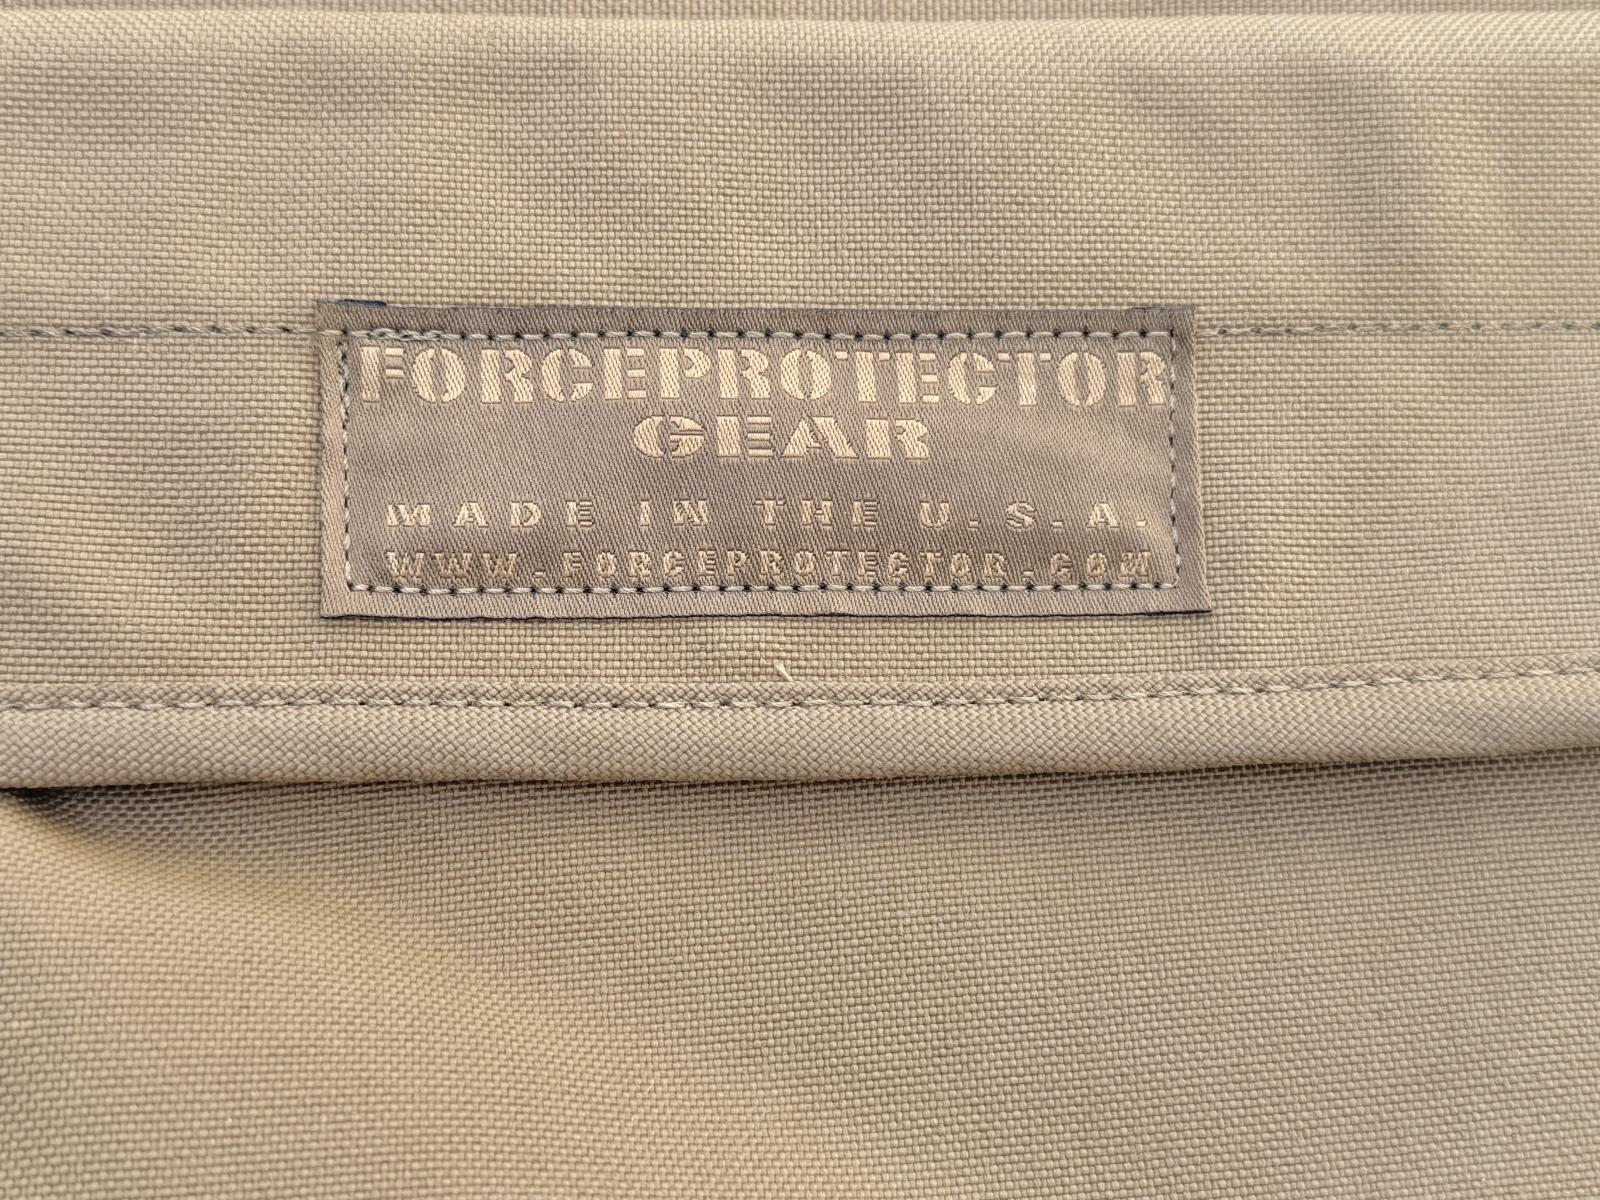 FORCEPROTECTOR
GEAR
MADE IN THE U.S.A.
WWW.FORCEPROTECTOR.COM